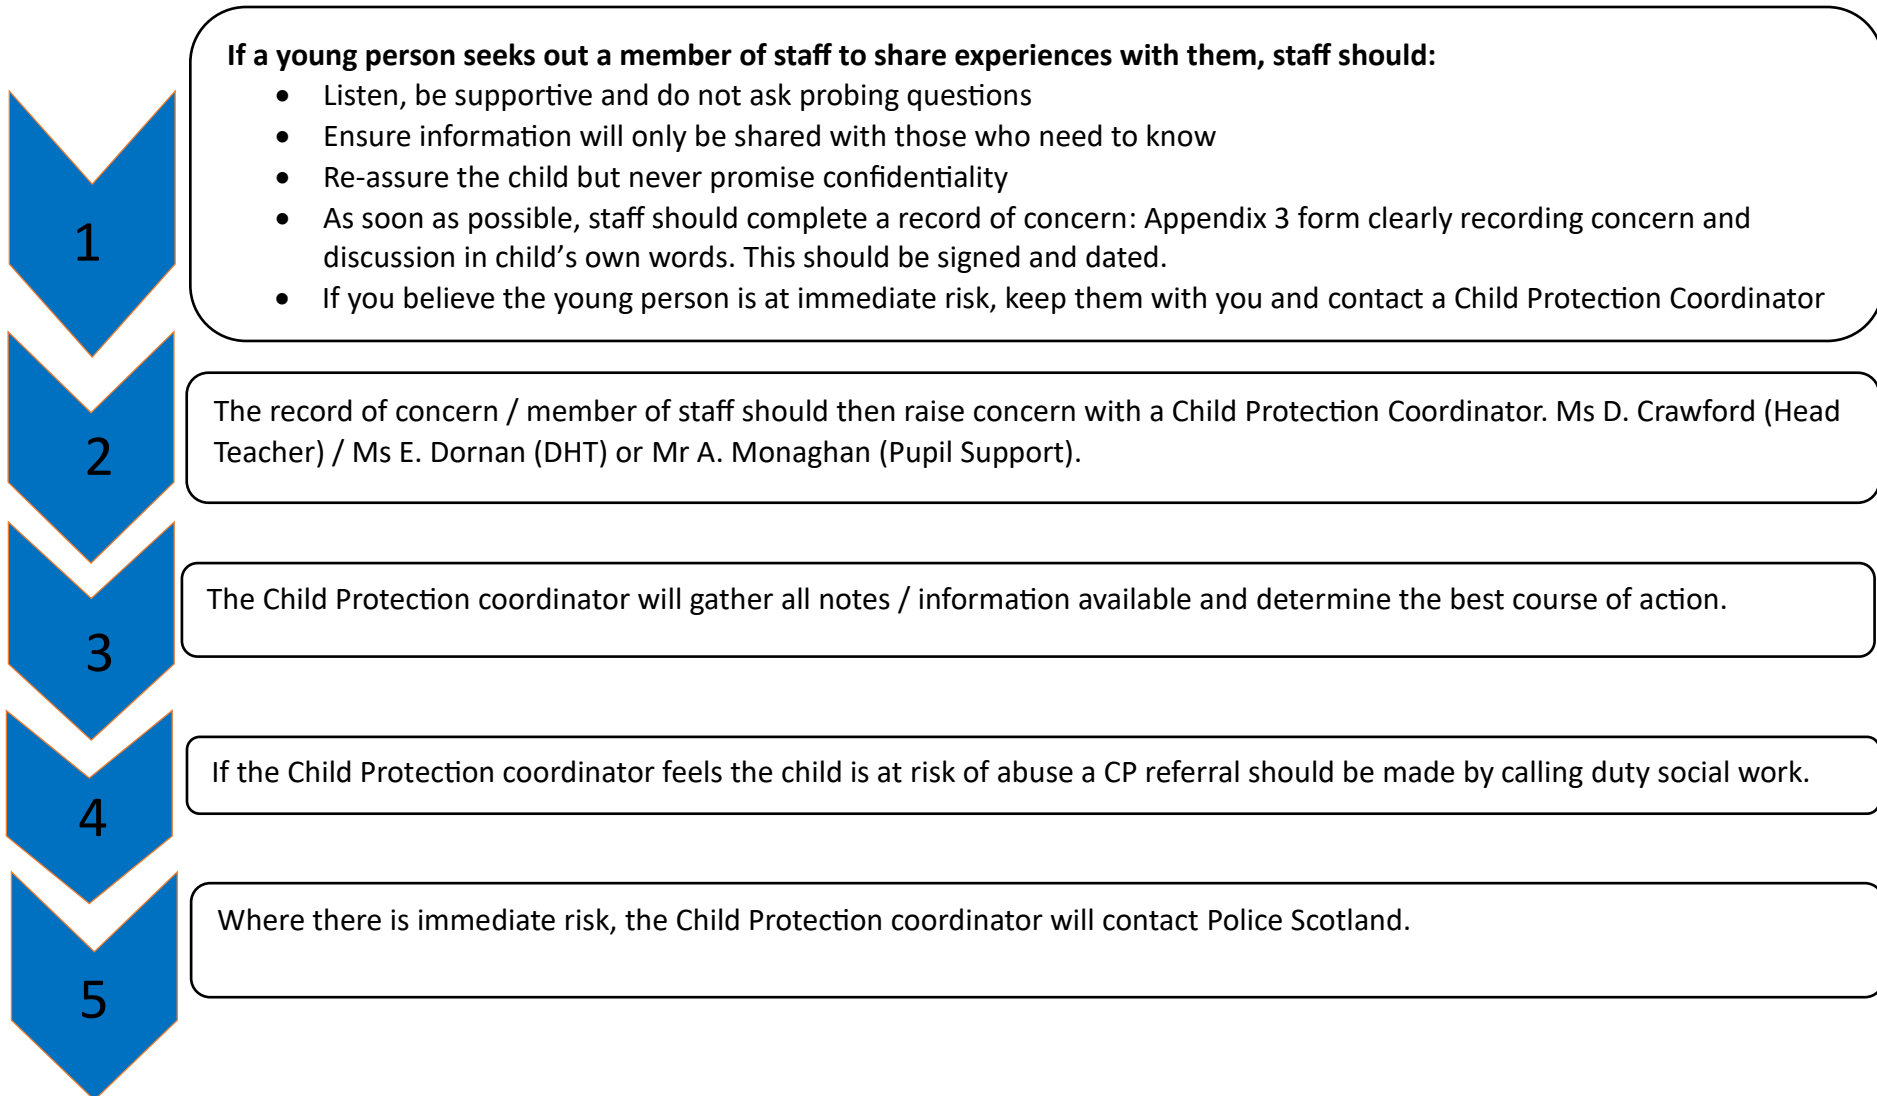 If a young person seeks out a member of staff to share experiences with them, staff should:
• Listen, be supportive and do not ask probing questions
• Ensure information will only be shared with those who need to know
• Re-assure the child but never promise confidentiality
• As soon as possible, staff should complete a record of concern: Appendix 3 form clearly recording concern and
discussion in child’s own words. This should be signed and dated.
• If you believe the young person is at immediate risk, keep them with you and contact a Child Protection Coordinator
1
The record of concern / member of staff should then raise concern with a Child Protection Coordinator. Ms D. Crawford (Head
Teacher) / Ms E. Dornan (DHT) or Mr A. Monaghan (Pupil Support).
2
The Child Protection coordinator will gather all notes / information available and determine the best course of action.
3
If the Child Protection coordinator feels the child is at risk of abuse a CP referral should be made by calling duty social work.
4
Where there is immediate risk, the Child Protection coordinator will contact Police Scotland.
5